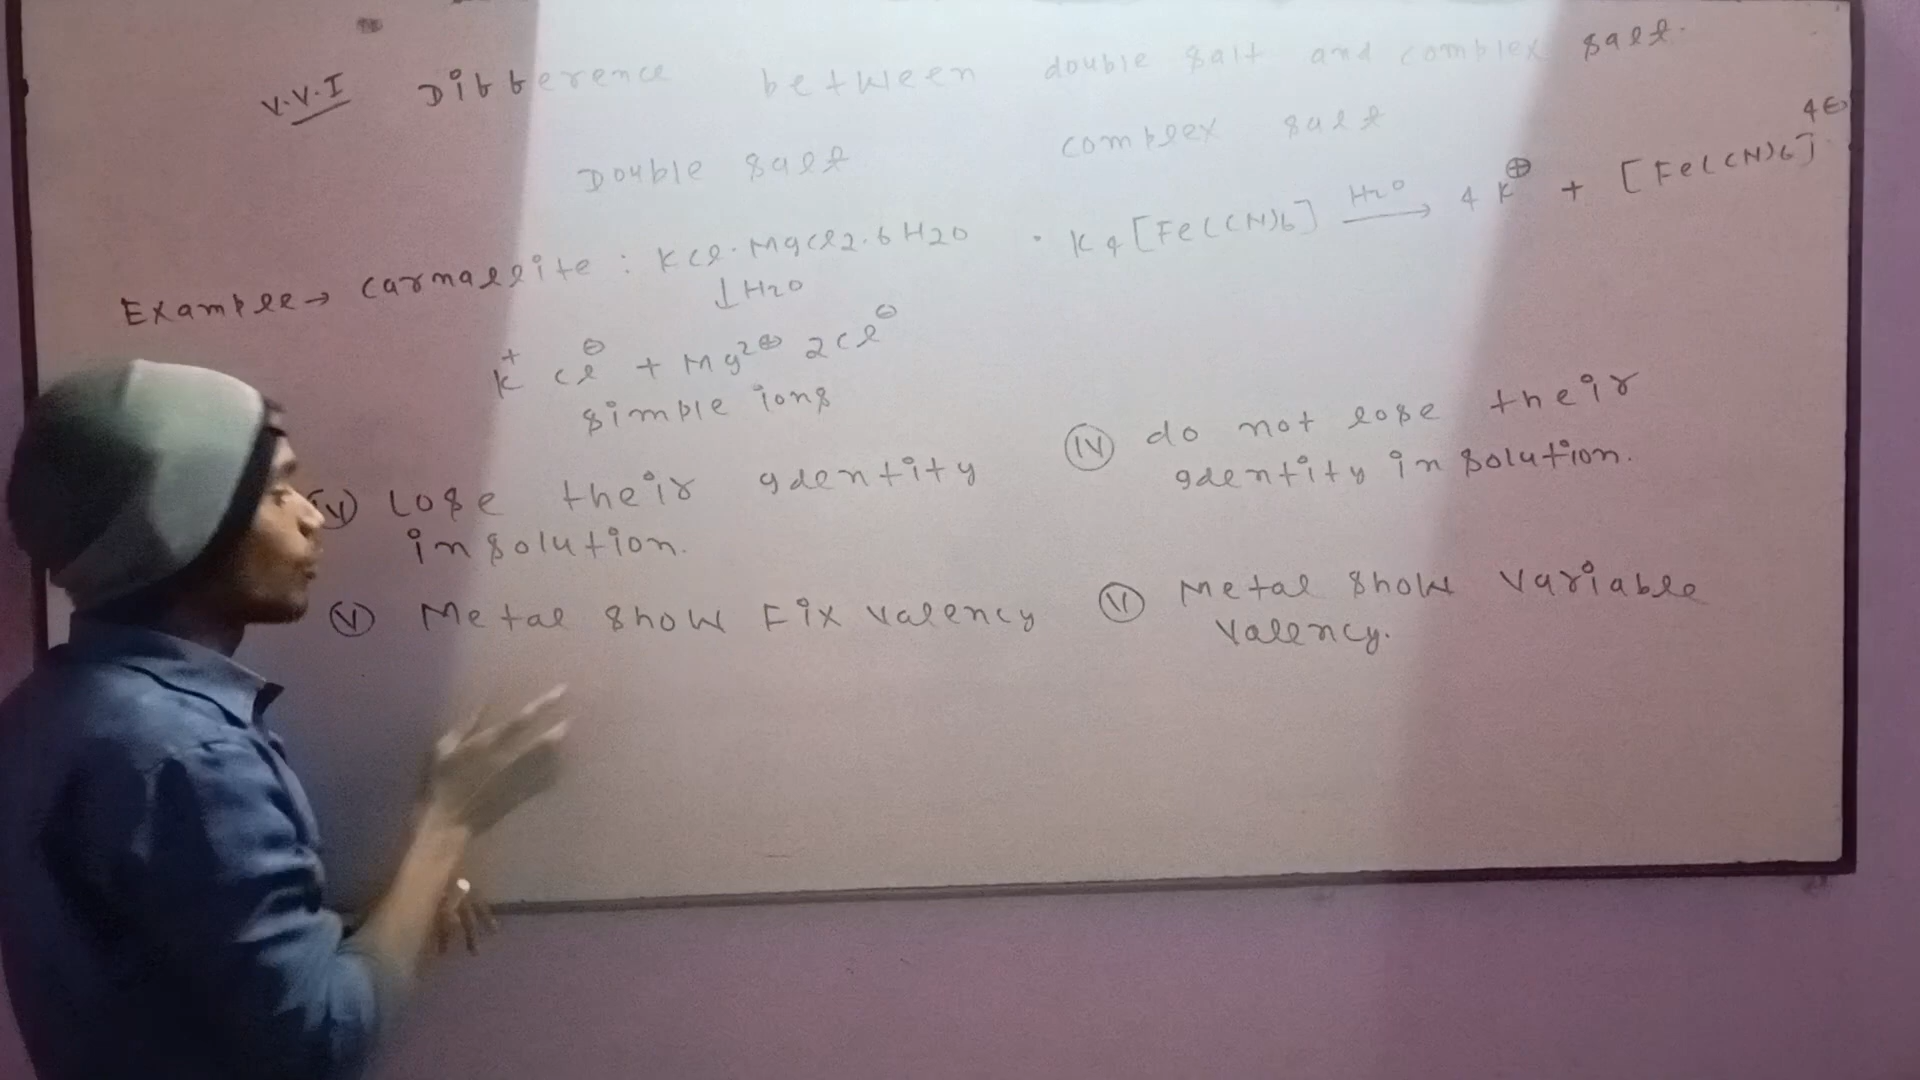 V.V.I Difference between double salt and complex salt.
Double salt
complex salt
Example → Carnallite : KCl.MgCl2.6H2O
• K4[Fe(CN)6] H2O → 4K⊕ + [Fe(CN)6]4⊖
↓H2O
K+ Cl⊖ + Mg2⊕ 2Cl⊖
simple ions
Lose their Identity
in solution.
(IV) do not lose their
Identity in solution.
(V) Metal show Fix valency
(V) Metal show variable
valency.